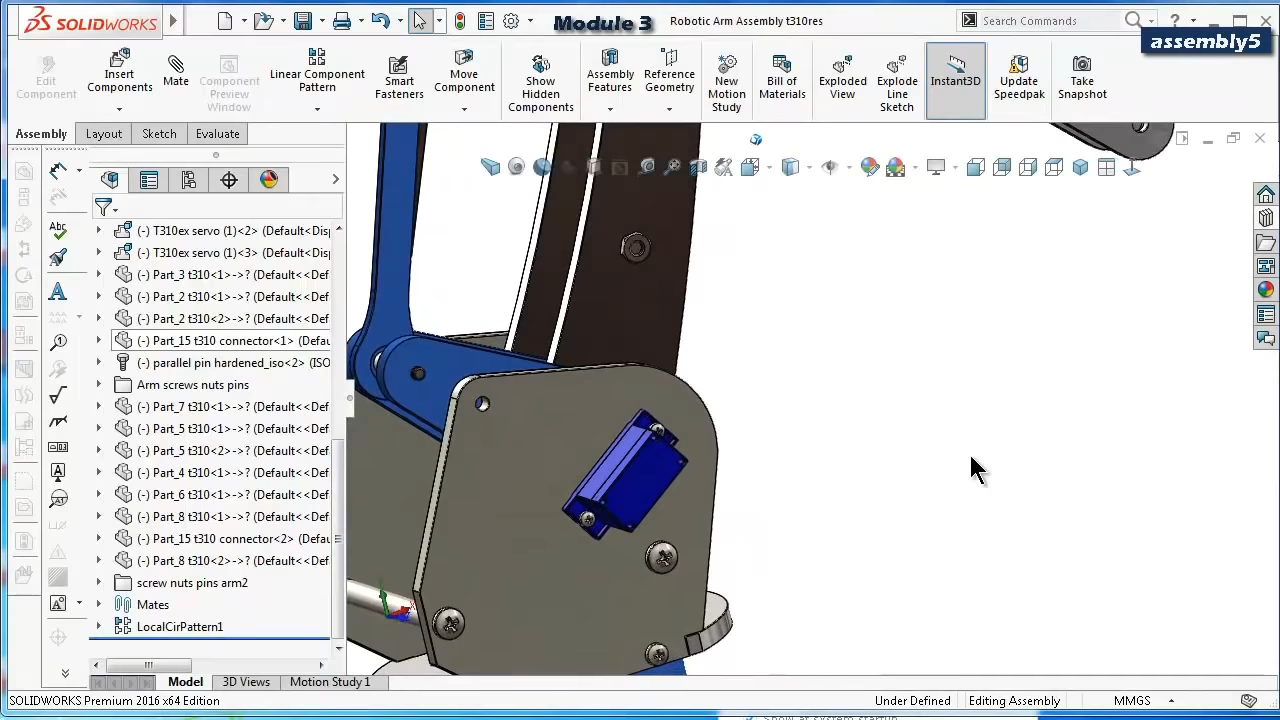 SOLIDWORKS
Module 3
Robotic Arm Assembly t310res
Search Commands
?
assembly5
Edit Component
Insert Components
Mate
Component Preview Window
Linear Component Pattern
Smart Fasteners
Move Component
Show Hidden Components
Assembly Features
Reference Geometry
New Motion Study
Bill of Materials
Exploded View
Explode Line Sketch
Instant3D
Update Speedpak
Take Snapshot
Assembly Layout Sketch Evaluate
(-) T310ex servo (1)<2> (Default<Disp
(-) T310ex servo (1)<3> (Default<Disp
(-) Part_3 t310<1>->? (Default<<Def
(-) Part_2 t310<1>->? (Default<<Def
(-) Part_2 t310<2>->? (Default<<Def
(-) Part_15 t310 connector<1> (Defau
(-) parallel pin hardened_iso<2> (ISO
Arm screws nuts pins
(-) Part_7 t310<1>->? (Default<<Def
(-) Part_5 t310<1>->? (Default<<Def
(-) Part_5 t310<2>->? (Default<<Def
(-) Part_4 t310<1>->? (Default<<Def
(-) Part_6 t310<1>->? (Default<<Def
(-) Part_8 t310<1>->? (Default<<Def
(-) Part_15 t310 connector<2> (Defau
(-) Part_8 t310<2>->? (Default<<Def
screw nuts pins arm2
Mates
LocalCirPattern1
Model 3D Views Motion Study 1
SOLIDWORKS Premium 2016 x64 Edition
Under Defined Editing Assembly MMGS